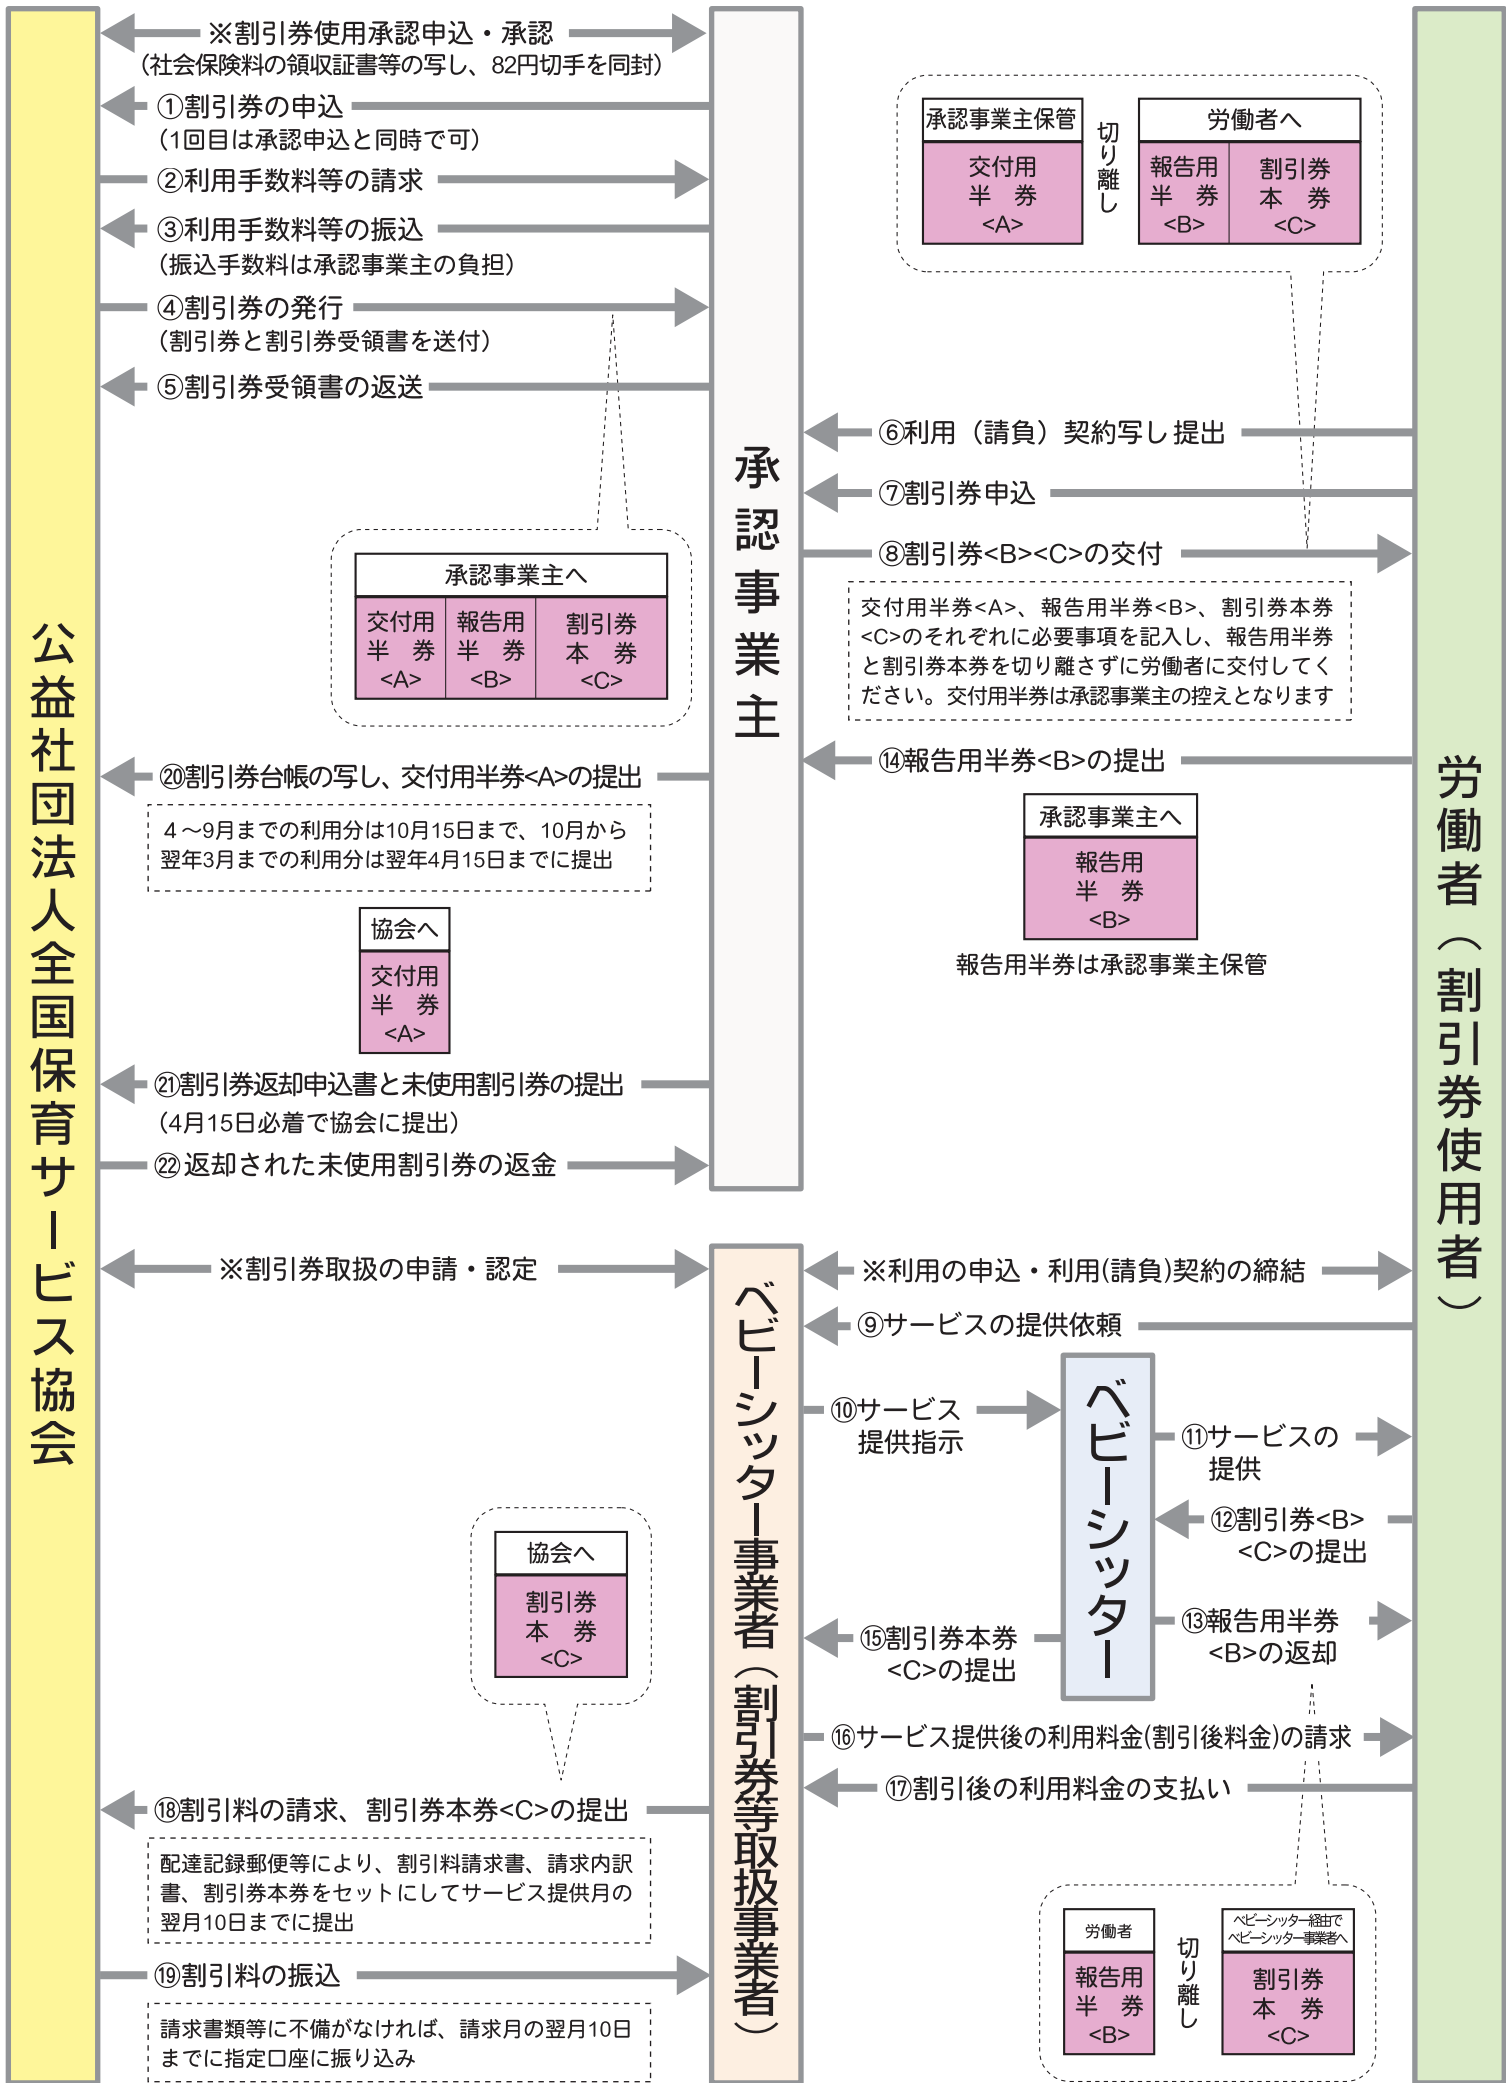 公益社団法人全国保育サービス協会
※割引券使用承認申込・承認
(社会保険料の領収証書等の写し、82円切手を同封)
①割引券の申込
(1回目は承認申込と同時で可)
②利用手数料等の請求
③利用手数料等の振込
(振込手数料は承認事業主の負担)
④割引券の発行
(割引券と割引券受領書を送付)
⑤割引券受領書の返送
承認事業主へ
交付用
半　券
<A>
報告用
半　券
<B>
割引券
本　券
<C>
⑳割引券台帳の写し、交付用半券<A>の提出
４～9月までの利用分は10月15日まで、10月から
翌年3月までの利用分は翌年4月15日までに提出
協会へ
交付用
半　券
<A>
㉑割引券返却申込書と未使用割引券の提出
(4月15日必着で協会に提出)
㉒返却された未使用割引券の返金
承認事業主
承認事業主保管
交付用
半　券
<A>
切り離し
労働者へ
報告用
半　券
<B>
割引券
本　券
<C>
⑥利用（請負）契約写し提出
⑦割引券申込
⑧割引券<B><C>の交付
交付用半券<A>、報告用半券<B>、割引券本券
<C>のそれぞれに必要事項を記入し、報告用半券
と割引券本券を切り離さずに労働者に交付してく
ださい。交付用半券は承認事業主の控えとなります
⑭報告用半券<B>の提出
承認事業主へ
報告用
半　券
<B>
報告用半券は承認事業主保管
労働者（割引券使用者）
※割引券取扱の申請・認定
協会へ
割引券
本　券
<C>
⑱割引料の請求、割引券本券<C>の提出
配達記録郵便等により、割引料請求書、請求内訳
書、割引券本券をセットにしてサービス提供月の
翌月10日までに提出
⑲割引料の振込
請求書類等に不備がなければ、請求月の翌月10日
までに指定口座に振り込み
ベビーシッター事業者（割引券等取扱事業者）
※利用の申込・利用(請負)契約の締結
⑨サービスの提供依頼
⑩サービス
提供指示
ベビーシッター
⑪サービスの
提供
⑫割引券<B>
<C>の提出
⑬報告用半券
<B>の返却
⑮割引券本券
<C>の提出
⑯サービス提供後の利用料金(割引後料金)の請求
⑰割引後の利用料金の支払い
労働者
報告用
半　券
<B>
切り離し
ベビーシッター経由で
ベビーシッター事業者へ
割引券
本　券
<C>